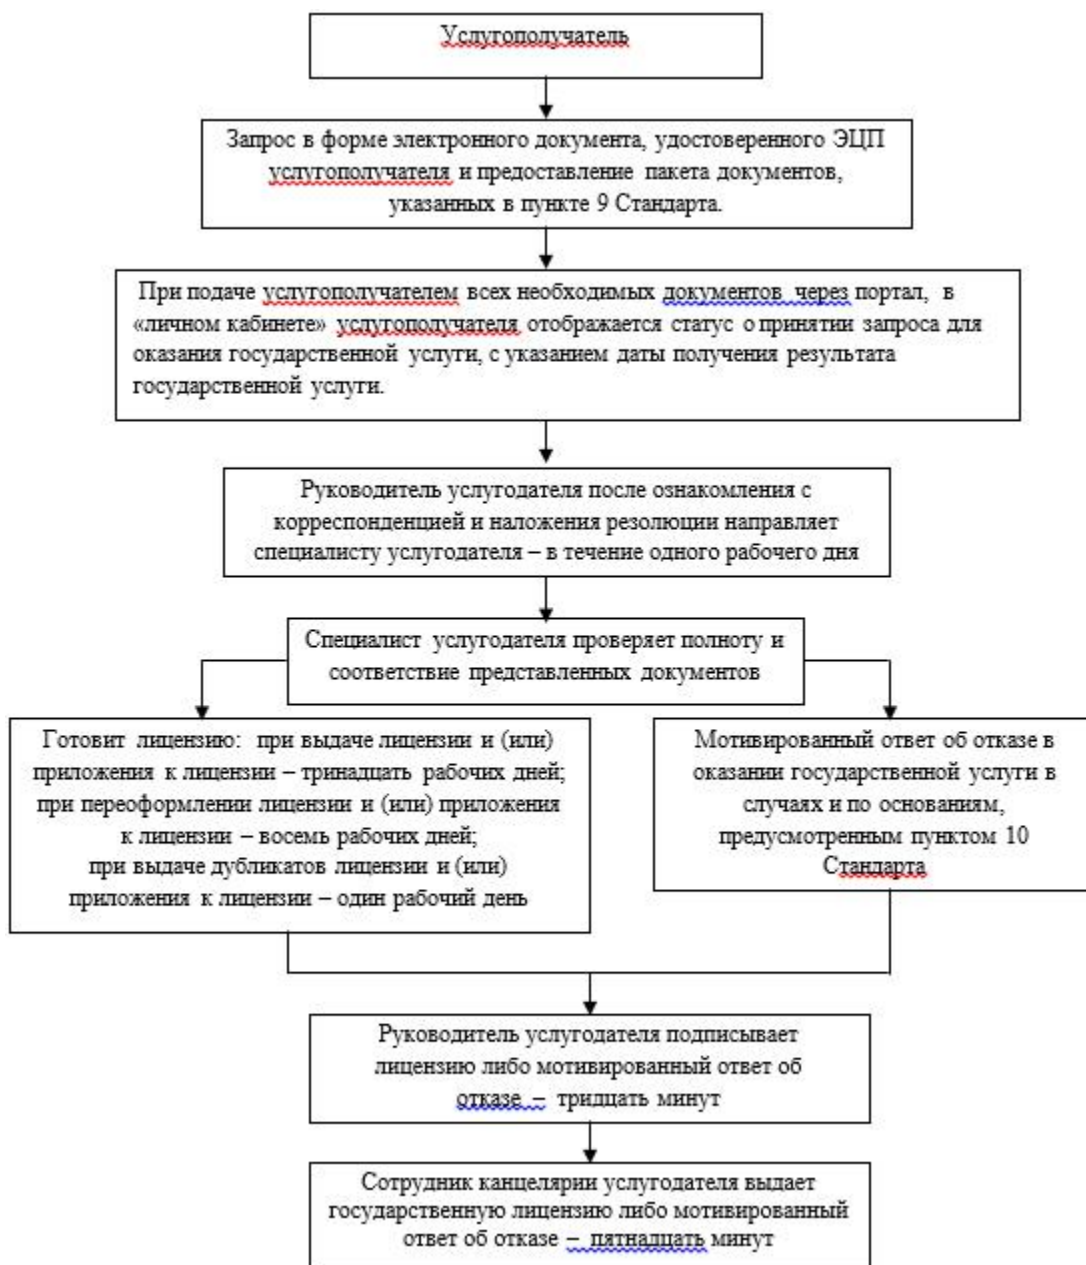 Услугополучатель
Запрос в форме электронного документа, удостоверенного ЭЦП
услугополучателя и предоставление пакета документов,
указанных в пункте 9 Стандарта.
При подаче услугополучателем всех необходимых документов через портал, в
«личном кабинете» услугополучателя отображается статус о принятии запроса для
оказания государственной услуги, с указанием даты получения результата
государственной услуги.
Руководитель услугодателя после ознакомления с
корреспонденцией и наложения резолюции направляет
специалисту услугодателя – в течение одного рабочего дня
Специалист услугодателя проверяет полноту и
соответствие представленных документов
Готовит лицензию: при выдаче лицензии и (или)
приложения к лицензии – тринадцать рабочих дней;
при переоформлении лицензии и (или) приложения
к лицензии – восемь рабочих дней;
при выдаче дубликатов лицензии и (или)
приложения к лицензии – один рабочий день
Мотивированный ответ об отказе в
оказании государственной услуги в
случаях и по основаниям,
предусмотренным пунктом 10
Стандарта
Руководитель услугодателя подписывает
лицензию либо мотивированный ответ об
отказе – тридцать минут
Сотрудник канцелярии услугодателя выдает
государственную лицензию либо мотивированный
ответ об отказе – пятнадцать минут